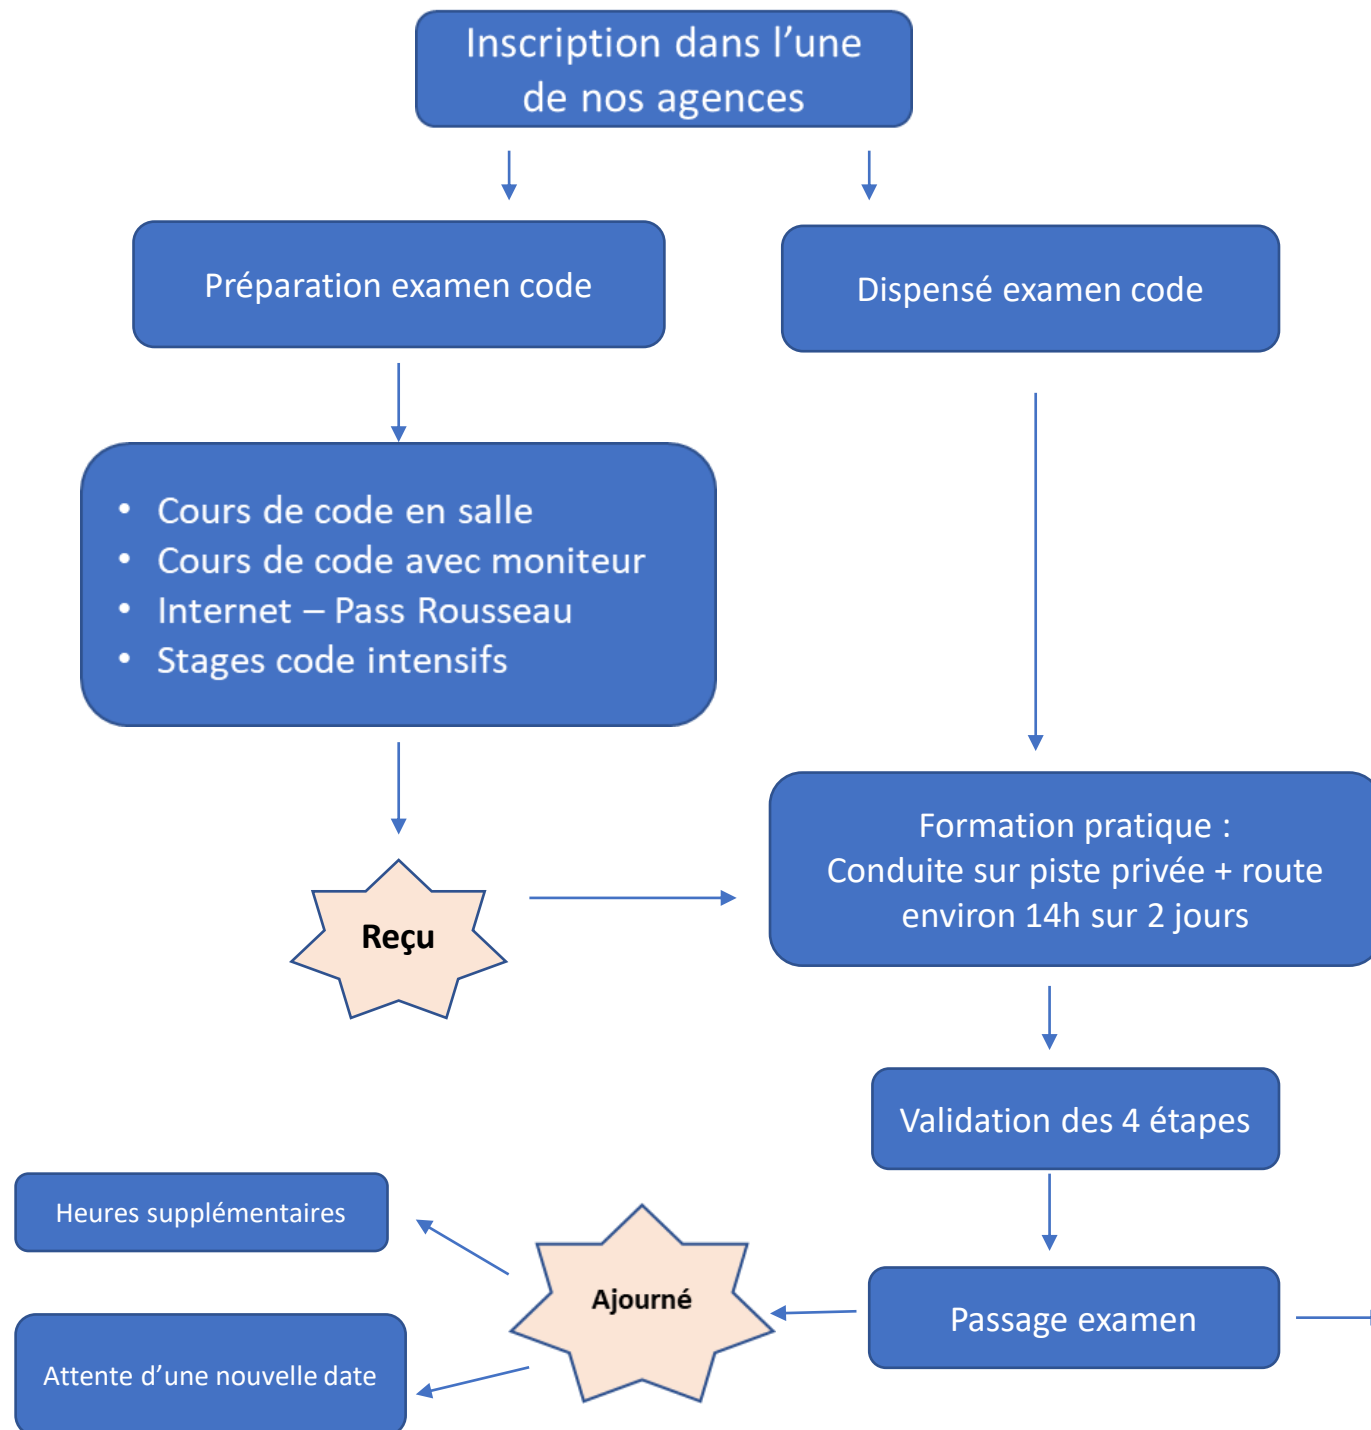 Inscription dans l’une
de nos agences
Préparation examen code
Dispensé examen code
• Cours de code en salle
• Cours de code avec moniteur
• Internet – Pass Rousseau
• Stages code intensifs
Formation pratique :
Conduite sur piste privée + route
environ 14h sur 2 jours
Reçu
Validation des 4 étapes
Heures supplémentaires
Ajourné
Passage examen
Attente d’une nouvelle date